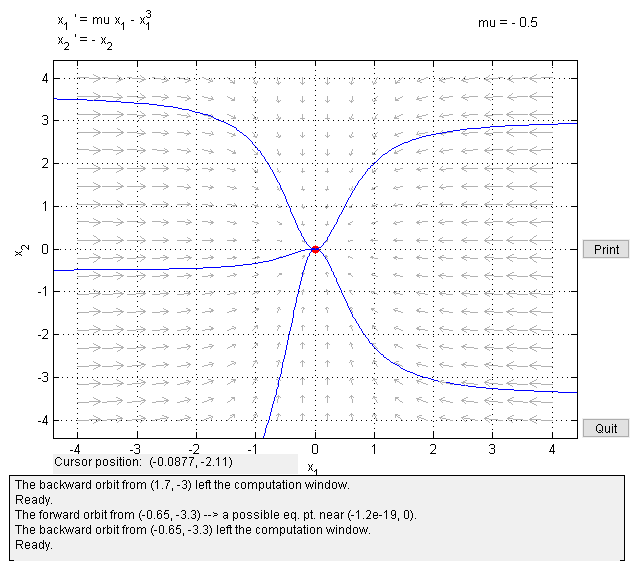 x₁ ' = mu x₁ - x₁³
mu = - 0.5
x₂ ' = - x₂
4
3
2
1
0
-1
-2
-3
-4
x₂
-4 -3 -2 -1 0 1 2 3 4
x₁
Print
Quit
Cursor position: (-0.0877, -2.11)
The backward orbit from (1.7, -3) left the computation window.
Ready.
The forward orbit from (-0.65, -3.3) --> a possible eq. pt. near (-1.2e-19, 0).
The backward orbit from (-0.65, -3.3) left the computation window.
Ready.